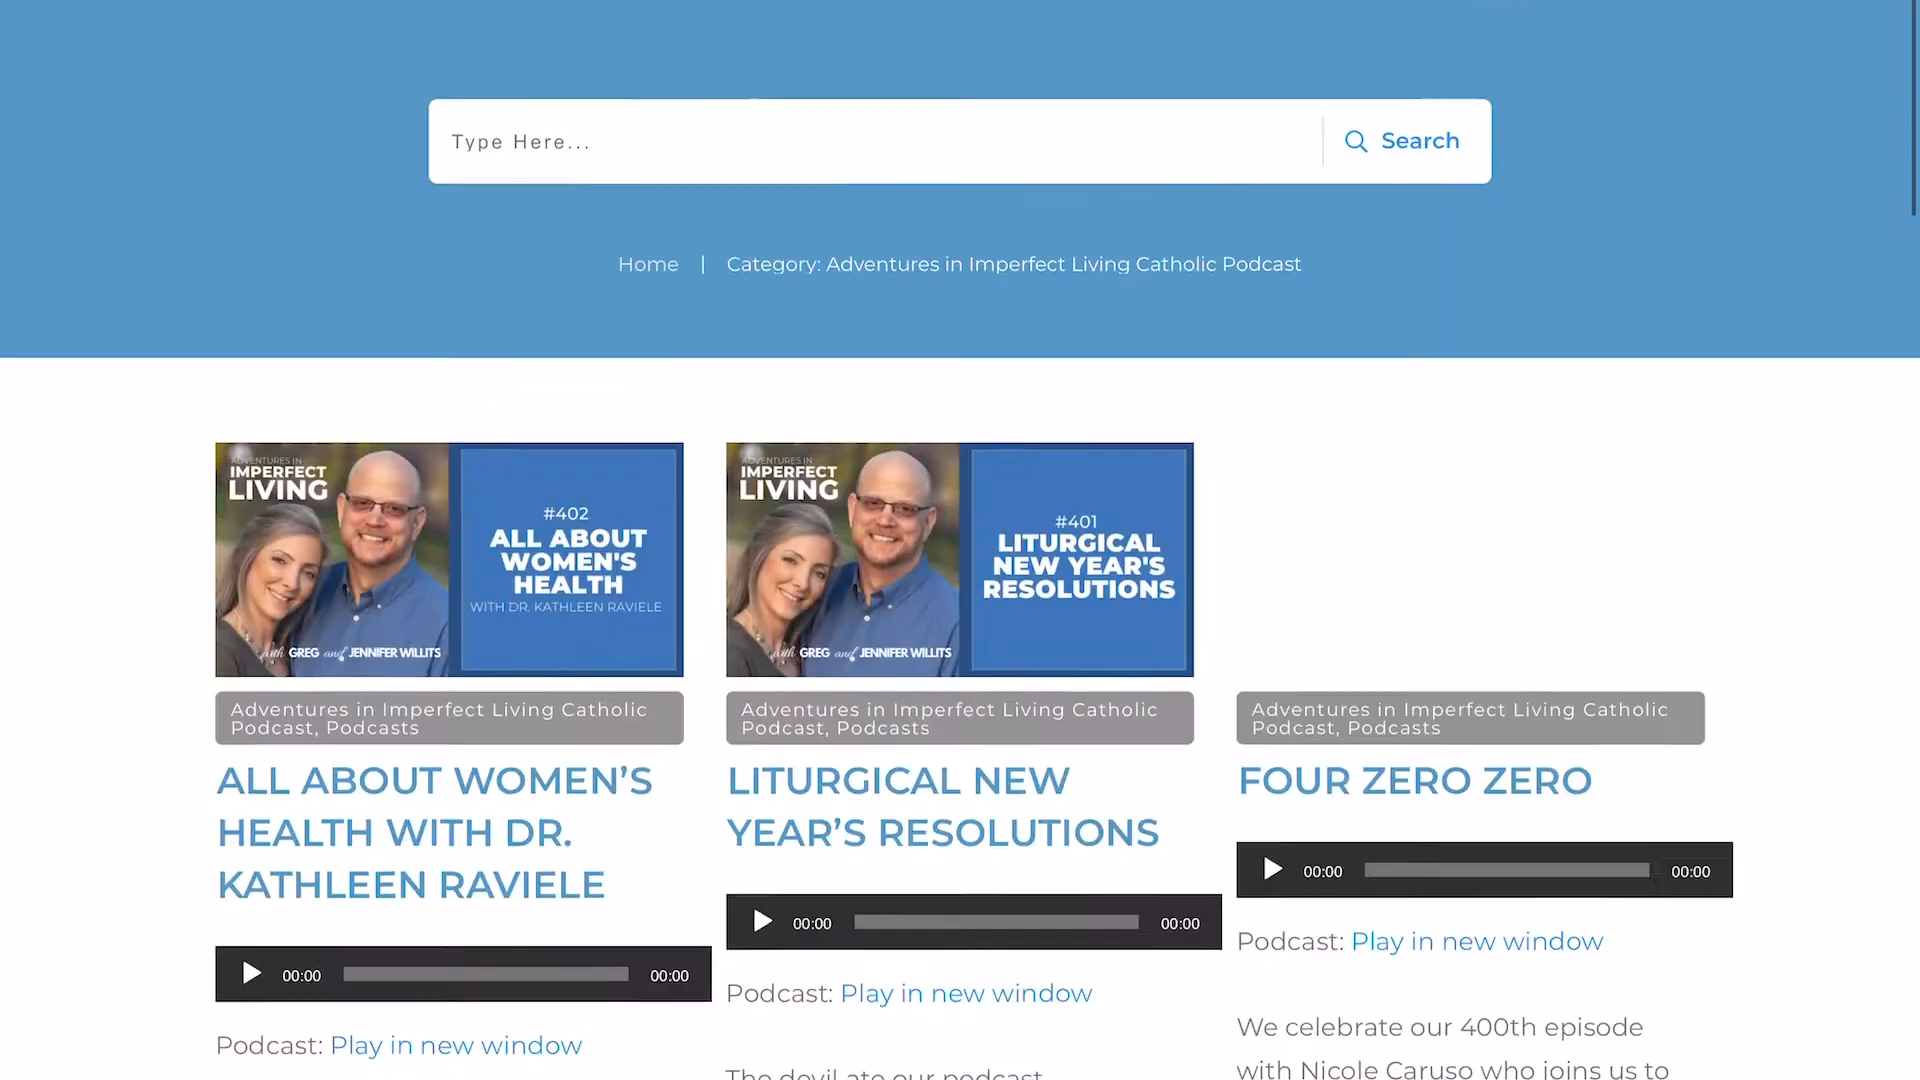 Type Here...
Search
Home | Category: Adventures in Imperfect Living Catholic Podcast
ADVENTURES IN
IMPERFECT
LIVING
with GREG and JENNIFER WILLITS
#402
ALL ABOUT
WOMEN'S
HEALTH
WITH DR. KATHLEEN RAVIELE
Adventures in Imperfect Living Catholic
Podcast, Podcasts
ALL ABOUT WOMEN’S
HEALTH WITH DR.
KATHLEEN RAVIELE
00:00 00:00
Podcast: Play in new window
ADVENTURES IN
IMPERFECT
LIVING
with GREG and JENNIFER WILLITS
#401
LITURGICAL
NEW YEAR'S
RESOLUTIONS
Adventures in Imperfect Living Catholic
Podcast, Podcasts
LITURGICAL NEW
YEAR’S RESOLUTIONS
00:00 00:00
Podcast: Play in new window
The devil ate our podcast
Adventures in Imperfect Living Catholic
Podcast, Podcasts
FOUR ZERO ZERO
00:00 00:00
Podcast: Play in new window
We celebrate our 400th episode
with Nicole Caruso who joins us to